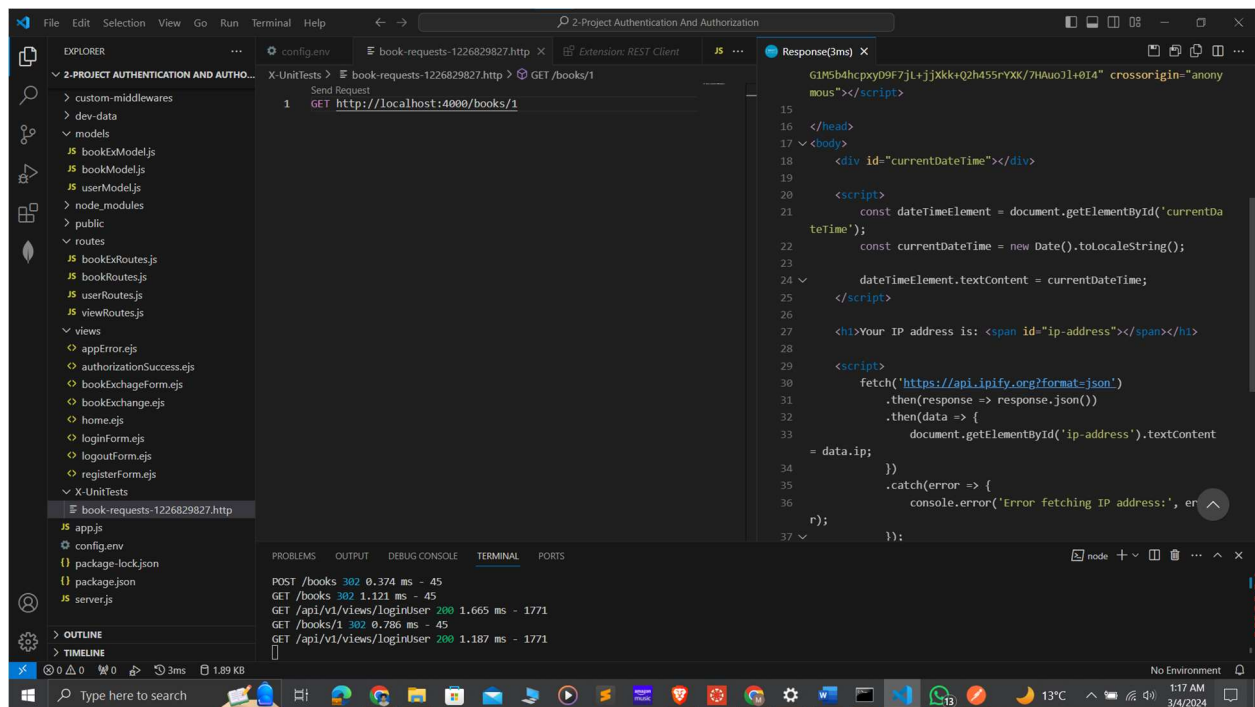 File Edit Selection View Go Run Terminal Help
2-Project Authentication And Authorization
EXPLORER
2-PROJECT AUTHENTICATION AND AUTHO...
custom-middlewares
dev-data
models
JS bookExModel.js
JS bookModel.js
JS userModel.js
node_modules
public
routes
JS bookExRoutes.js
JS bookRoutes.js
JS userRoutes.js
JS viewRoutes.js
views
<> appError.ejs
<> authorizationSuccess.ejs
<> bookExchageForm.ejs
<> bookExchange.ejs
<> home.ejs
<> loginForm.ejs
<> logoutForm.ejs
<> registerForm.ejs
X-UnitTests
book-requests-1226829827.http
JS app.js
config.env
{} package-lock.json
{} package.json
JS server.js
OUTLINE
TIMELINE
config.env book-requests-1226829827.http Extension: REST Client JS ...
X-UnitTests > book-requests-1226829827.http > GET /books/1
Send Request
1 GET http://localhost:4000/books/1
Response(3ms)
G1M5b4hcpxyD9F7jL+jjXkk+Q2h455rYXK/7HAuoJl+0I4" crossorigin="anony
mous"></script>
15
16 </head>
17 <body>
18 <div id="currentDateTime"></div>
19
20 <script>
21 const dateTimeElement = document.getElementById('currentDa
teTime');
22 const currentDateTime = new Date().toLocaleString();
23
24 dateTimeElement.textContent = currentDateTime;
25 </script>
26
27 <h1>Your IP address is: <span id="ip-address"></span></h1>
28
29 <script>
30 fetch('https://api.ipify.org?format=json')
31 .then(response => response.json())
32 .then(data => {
33 document.getElementById('ip-address').textContent
= data.ip;
34 })
35 .catch(error => {
36 console.error('Error fetching IP address:', er
r);
37 });
PROBLEMS OUTPUT DEBUG CONSOLE TERMINAL PORTS
node
POST /books 302 0.374 ms - 45
GET /books 302 1.121 ms - 45
GET /api/v1/views/loginUser 200 1.665 ms - 1771
GET /books/1 302 0.786 ms - 45
GET /api/v1/views/loginUser 200 1.187 ms - 1771
0 0 0 3ms 1.89 KB
No Environment
Type here to search
amazon music
13
13°C
1:17 AM
3/4/2024